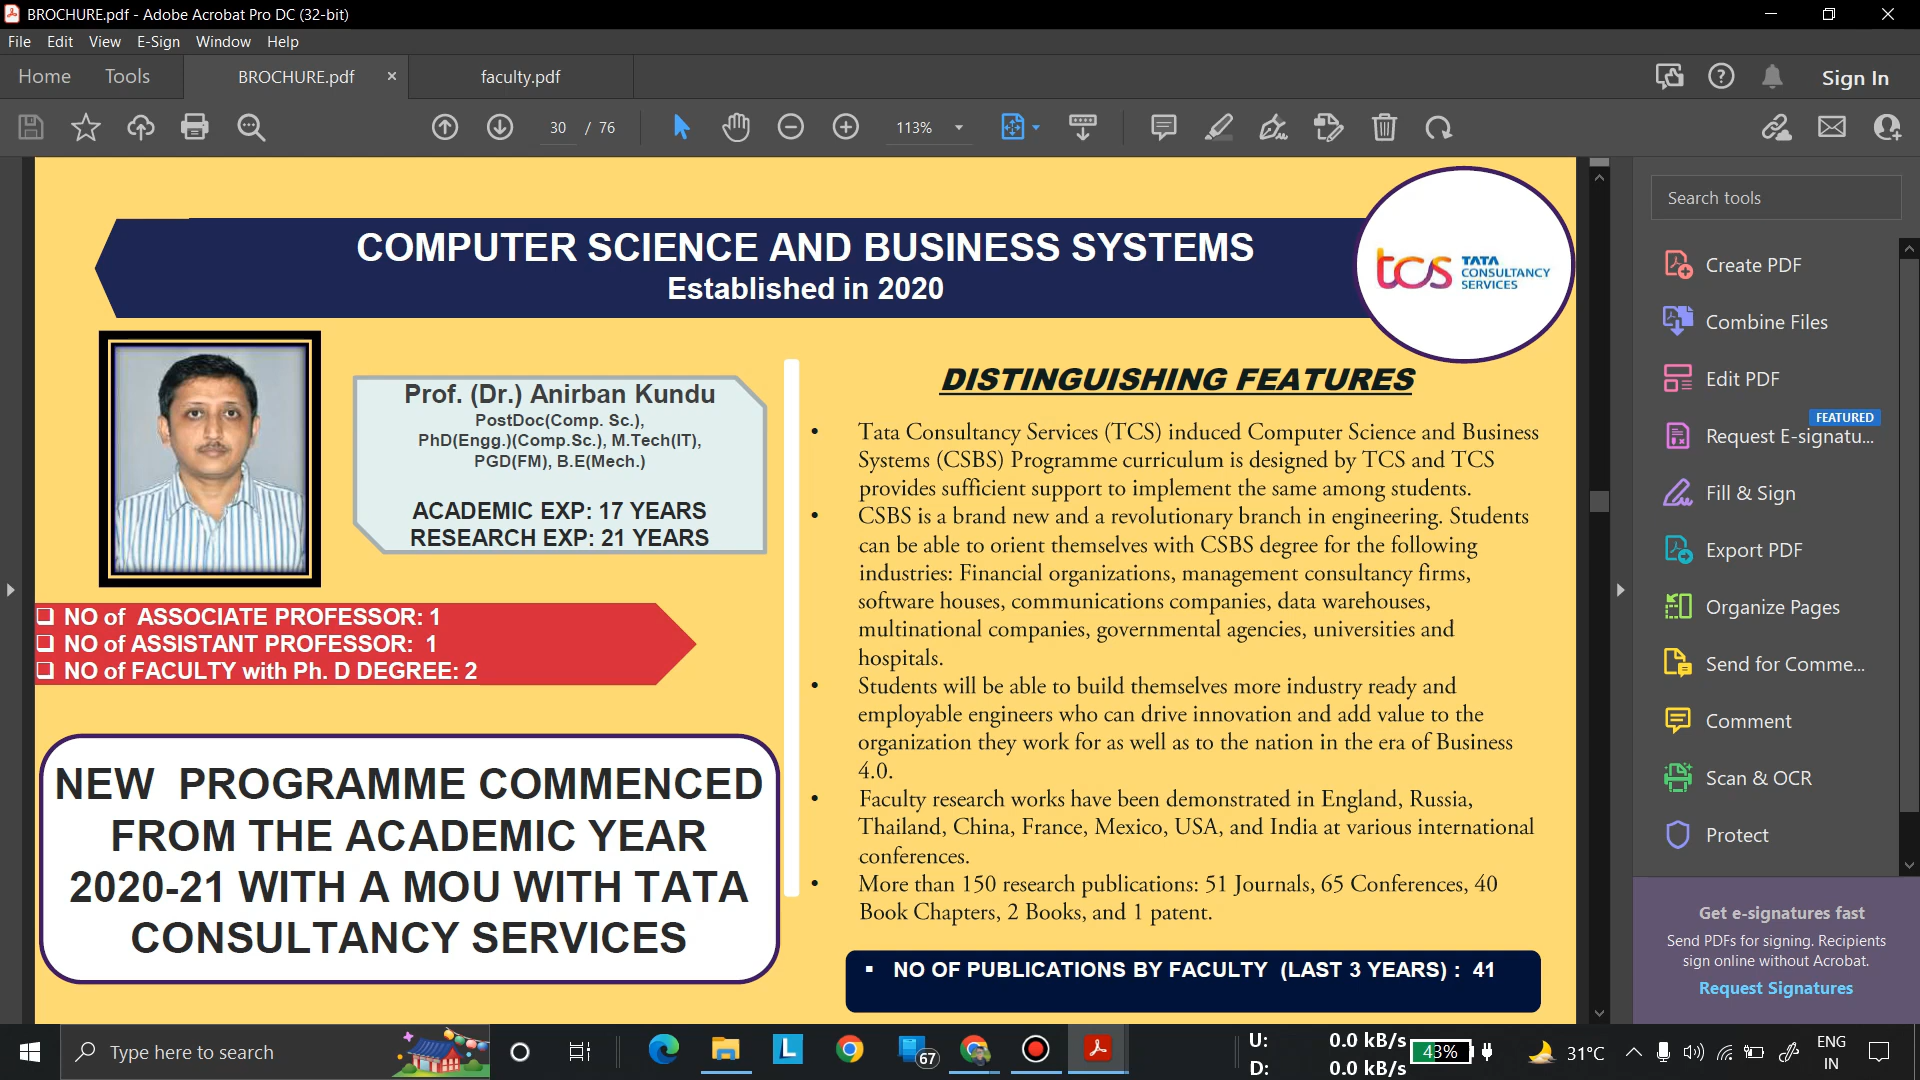 BROCHURE.pdf - Adobe Acrobat Pro DC (32-bit)
File Edit View E-Sign Window Help
Home Tools BROCHURE.pdf × faculty.pdf Sign In
30 / 76 113%
COMPUTER SCIENCE AND BUSINESS SYSTEMS
Established in 2020
tcs TATA
CONSULTANCY
SERVICES
Prof. (Dr.) Anirban Kundu
PostDoc(Comp. Sc.),
PhD(Engg.)(Comp.Sc.), M.Tech(IT),
PGD(FM), B.E(Mech.)
ACADEMIC EXP: 17 YEARS
RESEARCH EXP: 21 YEARS
❑ NO of  ASSOCIATE PROFESSOR: 1
❑ NO of ASSISTANT PROFESSOR:  1
❑ NO of FACULTY with Ph. D DEGREE: 2
NEW  PROGRAMME COMMENCED
FROM THE ACADEMIC YEAR
2020-21 WITH A MOU WITH TATA
CONSULTANCY SERVICES
DISTINGUISHING FEATURES
• Tata Consultancy Services (TCS) induced Computer Science and Business
Systems (CSBS) Programme curriculum is designed by TCS and TCS
provides sufficient support to implement the same among students.
• CSBS is a brand new and a revolutionary branch in engineering. Students
can be able to orient themselves with CSBS degree for the following
industries: Financial organizations, management consultancy firms,
software houses, communications companies, data warehouses,
multinational companies, governmental agencies, universities and
hospitals.
• Students will be able to build themselves more industry ready and
employable engineers who can drive innovation and add value to the
organization they work for as well as to the nation in the era of Business
4.0.
• Faculty research works have been demonstrated in England, Russia,
Thailand, China, France, Mexico, USA, and India at various international
conferences.
• More than 150 research publications: 51 Journals, 65 Conferences, 40
Book Chapters, 2 Books, and 1 patent.
▪ NO OF PUBLICATIONS BY FACULTY  (LAST 3 YEARS) :  41
Search tools
Create PDF
Combine Files
Edit PDF
FEATURED
Request E-signatu...
Fill & Sign
Export PDF
Organize Pages
Send for Comme...
Comment
Scan & OCR
Protect
Get e-signatures fast
Send PDFs for signing. Recipients
sign online without Acrobat.
Request Signatures
Type here to search
L
67
U: 0.0 kB/s
D: 0.0 kB/s
43%
31°C
ENG
IN